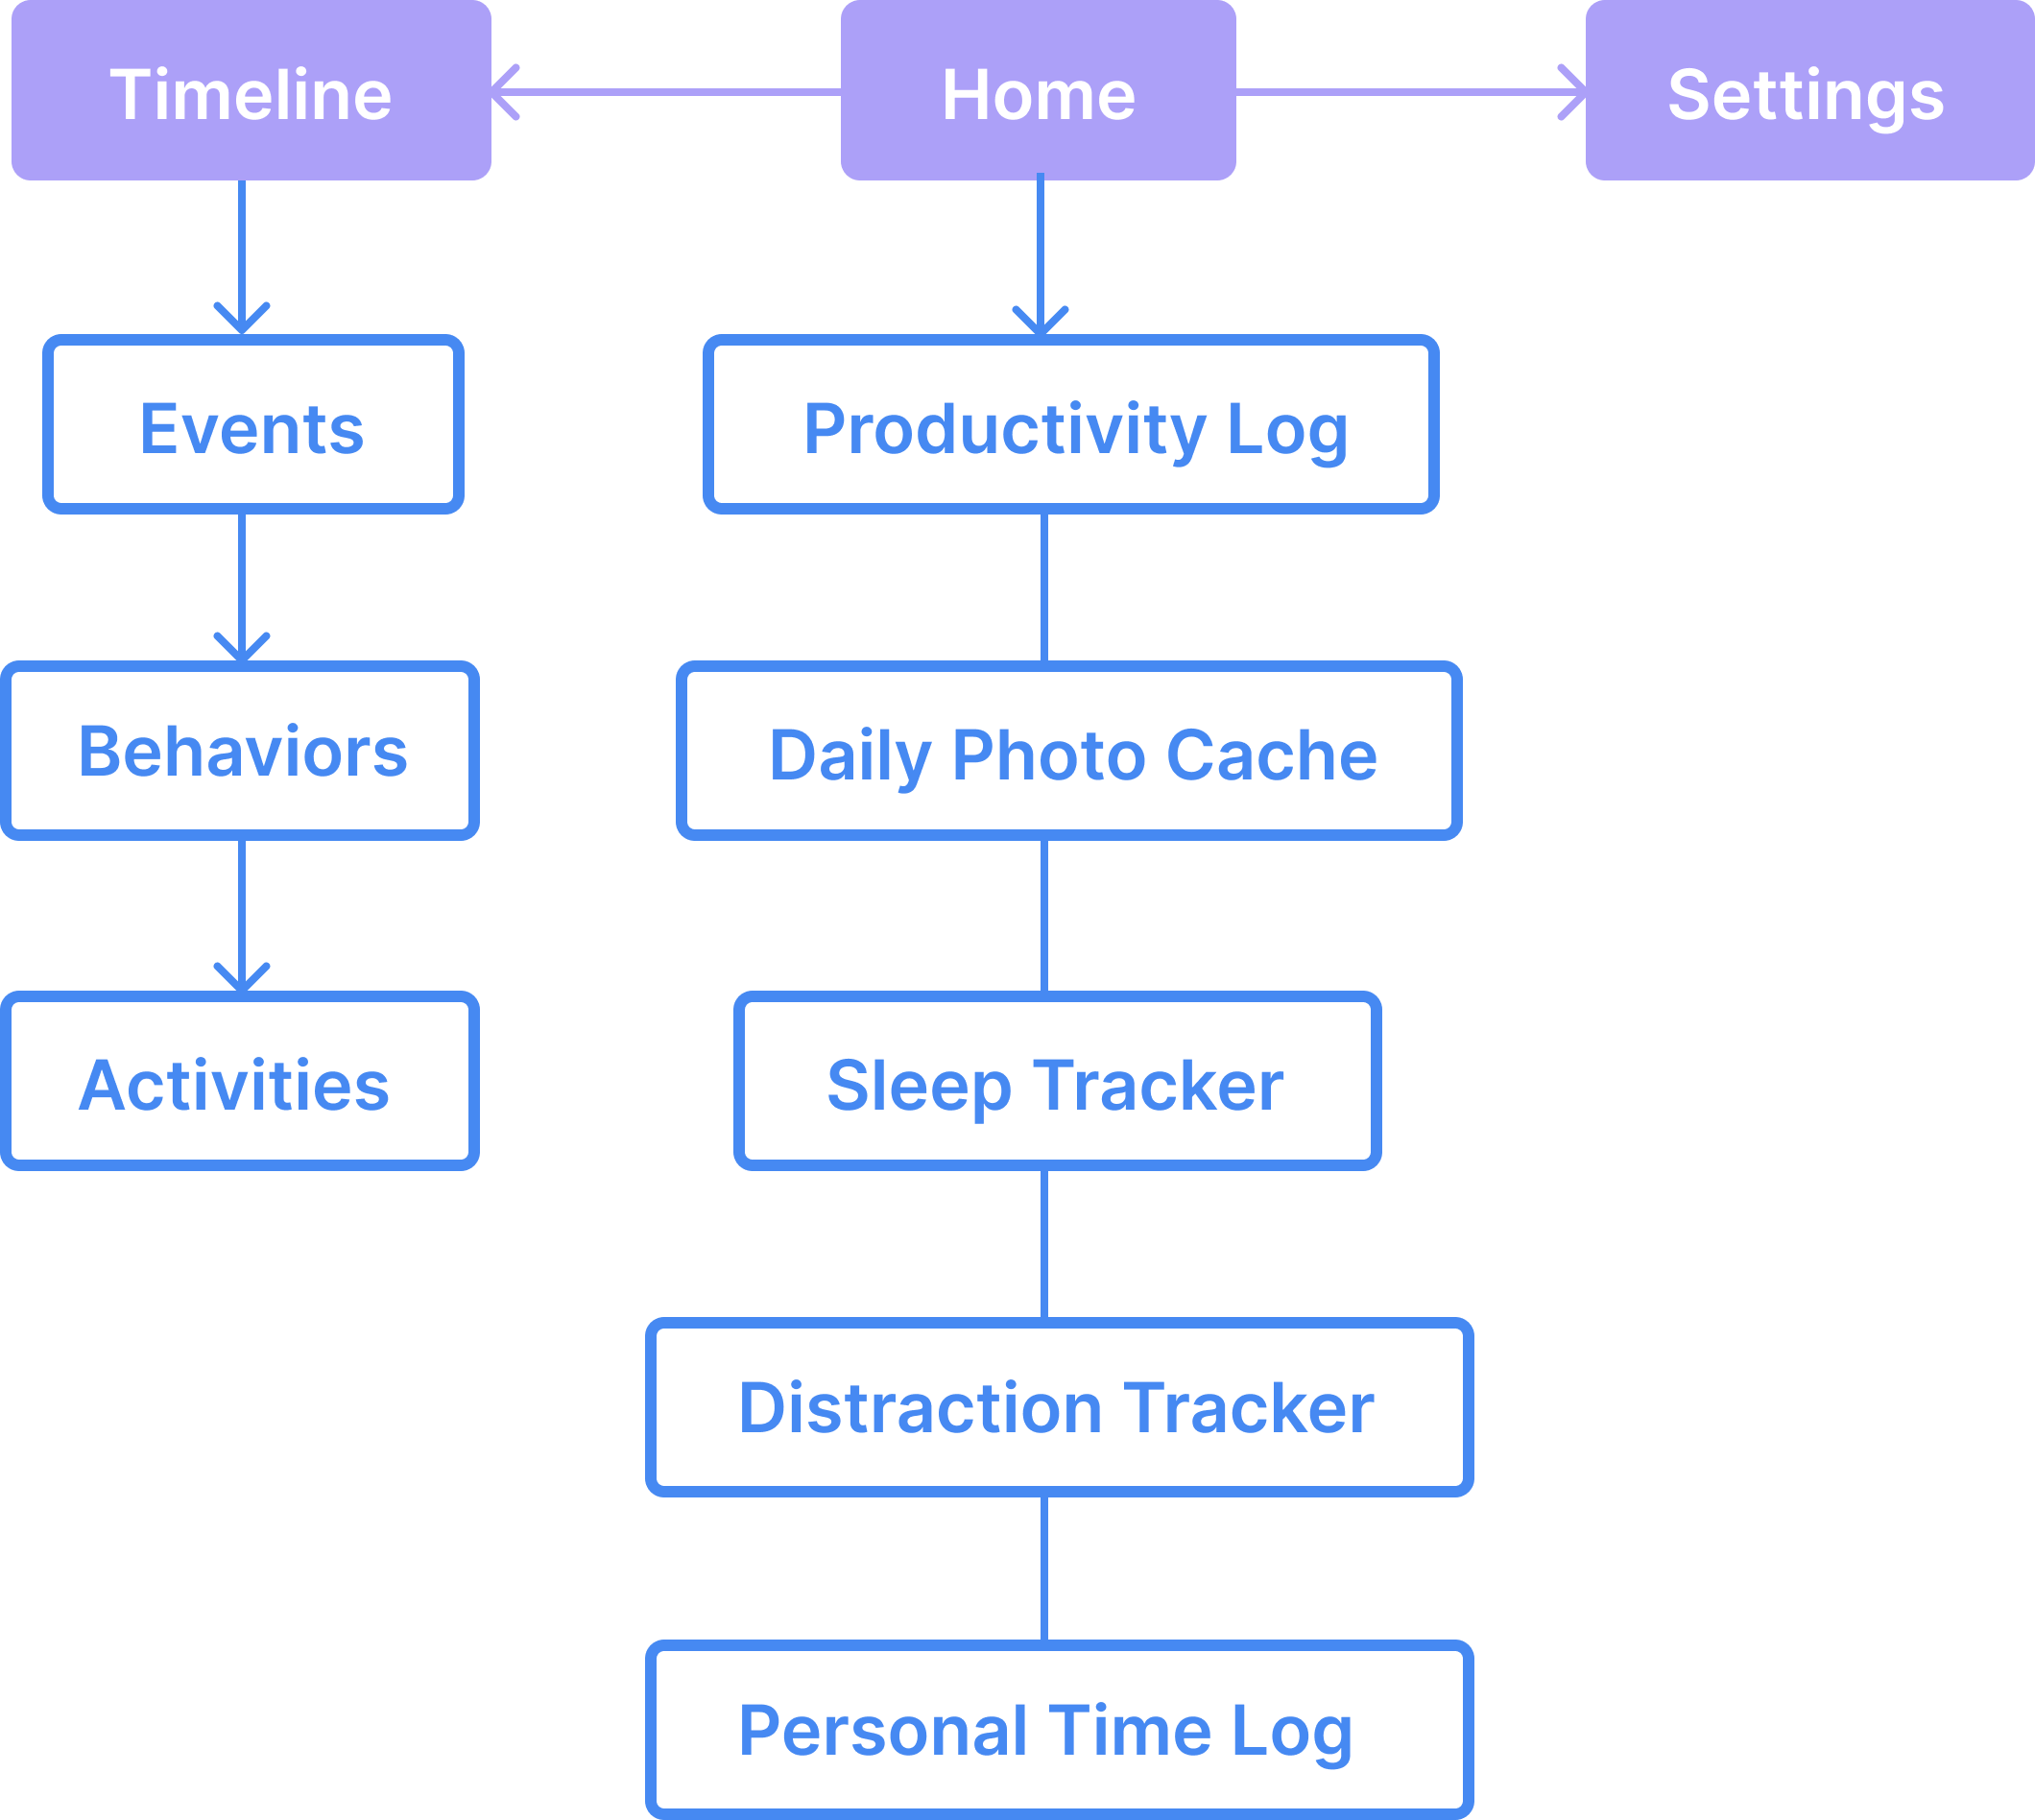 Timeline
Home
Settings
Events
Productivity Log
Behaviors
Daily Photo Cache
Activities
Sleep Tracker
Distraction Tracker
Personal Time Log